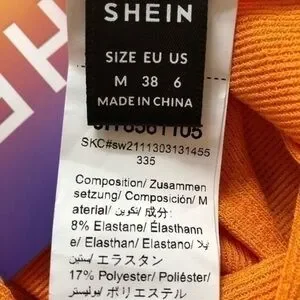 SHEIN
SIZE EU US
M 38 6
MADE IN CHINA
SKC#sw2111303131455
335
Composition/ Zusammen
setzung/ Composición/ M
aterial/ تكوين/ 成分:
8% Elastane/ Élasthann
e/ Elasthan/ Elastano/
ستين/ エラスタン
17% Polyester/ Poliéster/
بوليستر/ ポリエステル